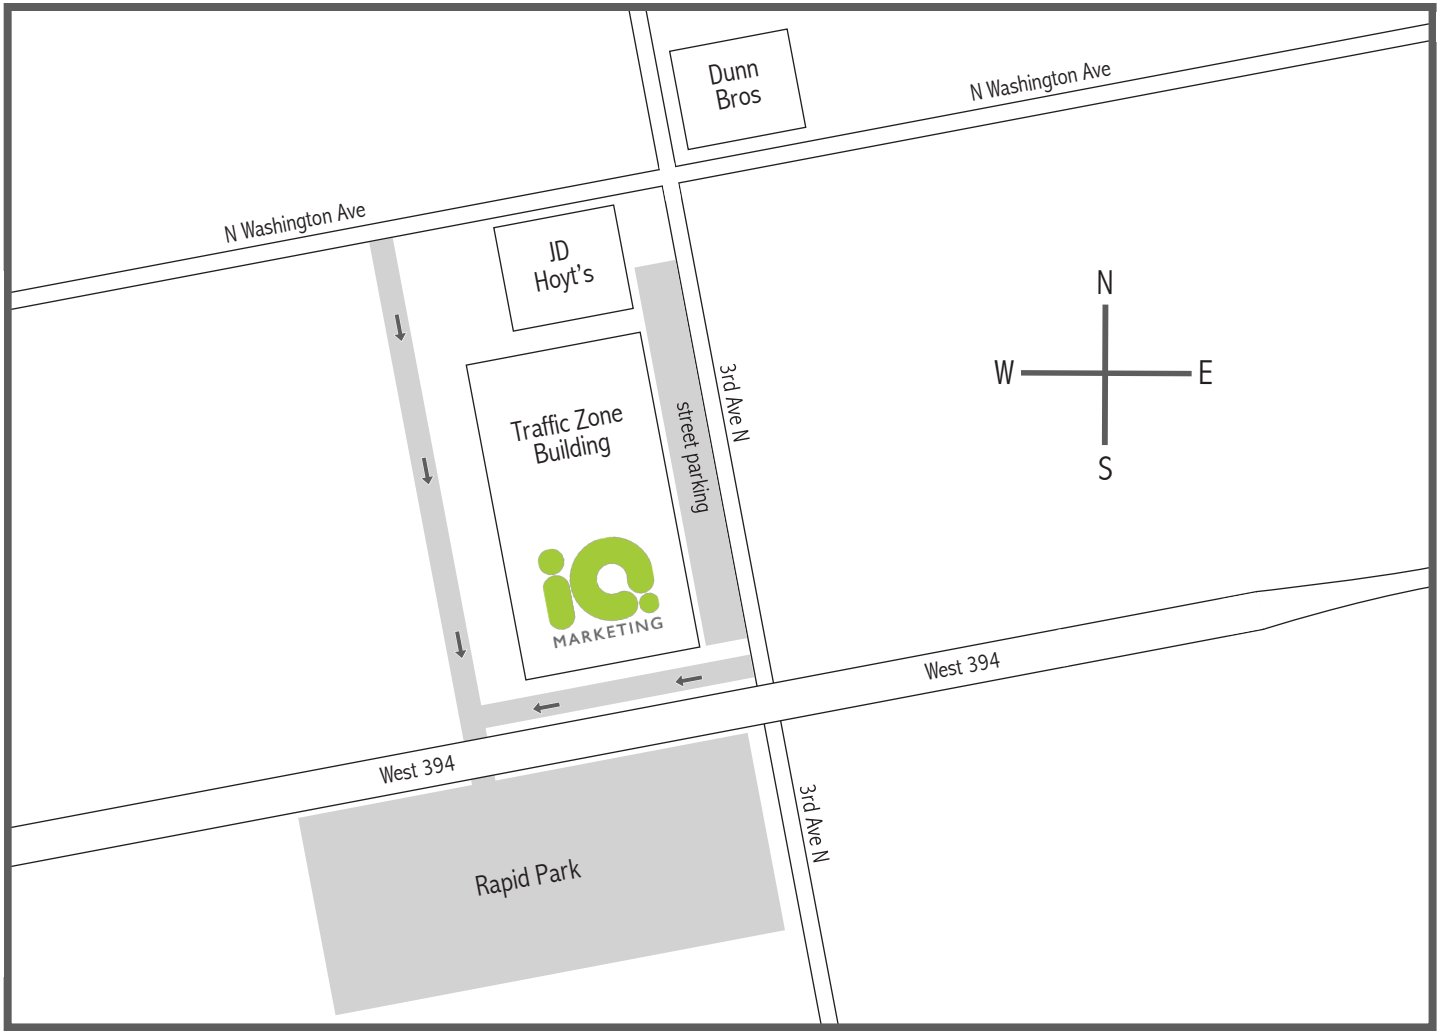 Dunn
Bros
N Washington Ave
N Washington Ave
JD
Hoyt's
N
W
E
S
3rd Ave N
street parking
Traffic Zone
Building
iQ.
MARKETING
West 394
West 394
3rd Ave N
Rapid Park